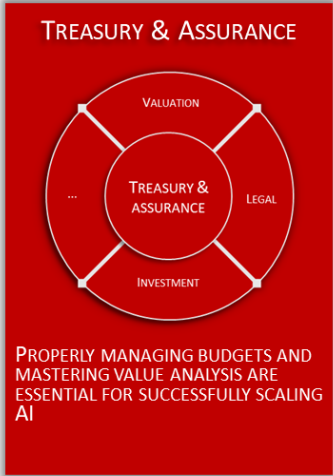 TREASURY & ASSURANCE
VALUATION
...
TREASURY &
ASSURANCE
LEGAL
INVESTMENT
PROPERLY MANAGING BUDGETS AND
MASTERING VALUE ANALYSIS ARE
ESSENTIAL FOR SUCCESSFULLY SCALING
AI